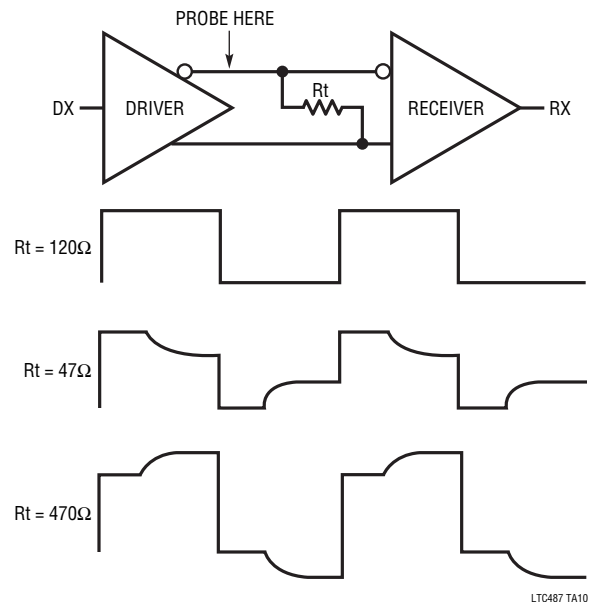 PROBE HERE
Rt
DX
DRIVER
RECEIVER
RX
Rt = 120Ω
Rt = 47Ω
Rt = 470Ω
LTC487 TA10